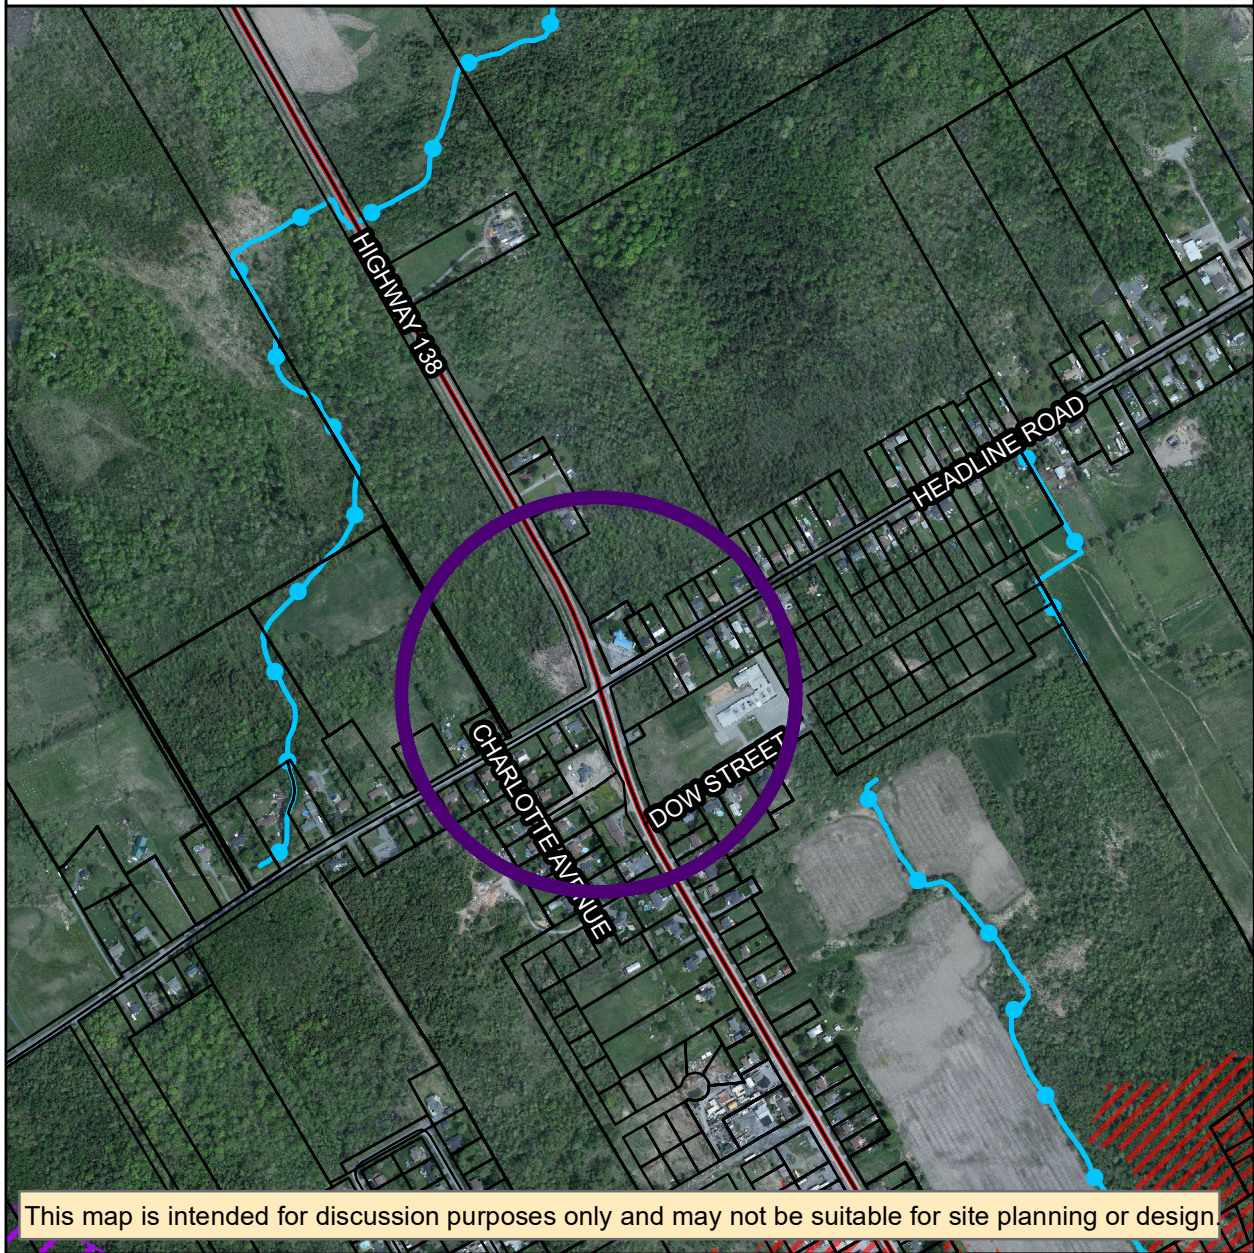 HIGHWAY 138
HEADLINE ROAD
CHARLOTTE AVENUE
DOW STREET
This map is intended for discussion purposes only and may not be suitable for site planning or design.